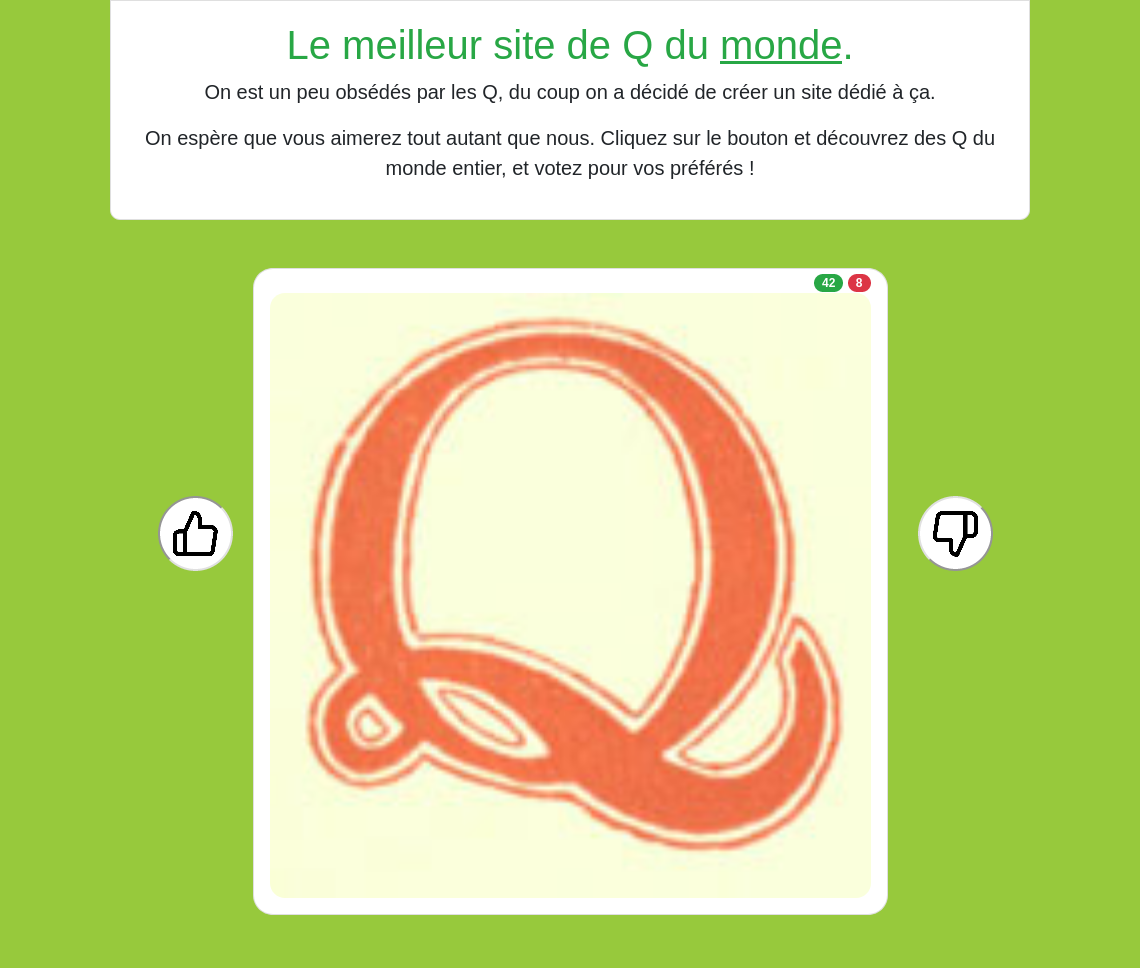 Le meilleur site de Q du monde.
On est un peu obsédés par les Q, du coup on a décidé de créer un site dédié à ça.
On espère que vous aimerez tout autant que nous. Cliquez sur le bouton et découvrez des Q du
monde entier, et votez pour vos préférés !
42 8
Q